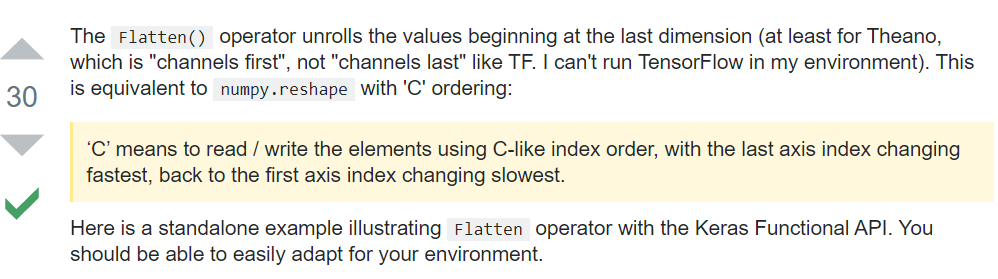 The Flatten() operator unrolls the values beginning at the last dimension (at least for Theano,
which is "channels first", not "channels last" like TF. I can't run TensorFlow in my environment). This
30
is equivalent to numpy.reshape with 'C' ordering:
‘C’ means to read / write the elements using C-like index order, with the last axis index changing
fastest, back to the first axis index changing slowest.
Here is a standalone example illustrating Flatten operator with the Keras Functional API. You
should be able to easily adapt for your environment.